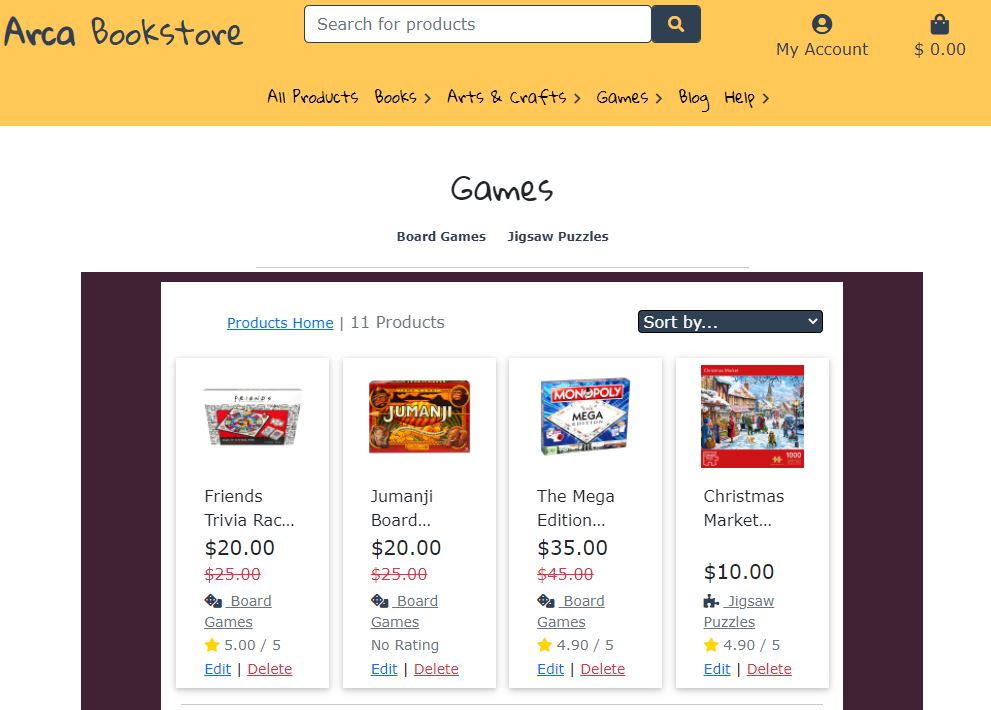 Arca Bookstore
Search for products
My Account
$ 0.00
All Products Books > Arts & Crafts > Games > Blog Help >
Games
Board Games Jigsaw Puzzles
Products Home | 11 Products
Sort by...
FRIENDS
Friends
Trivia Rac...
$20.00
$25.00
Board
Games
5.00 / 5
Edit | Delete
JUMANJI
Jumanji
Board...
$20.00
$25.00
Board
Games
No Rating
Edit | Delete
MONOPOLY
THE
MEGA
EDITION
The Mega
Edition...
$35.00
$45.00
Board
Games
4.90 / 5
Edit | Delete
Christmas Market
1000
Christmas
Market...
$10.00
Jigsaw
Puzzles
4.90 / 5
Edit | Delete